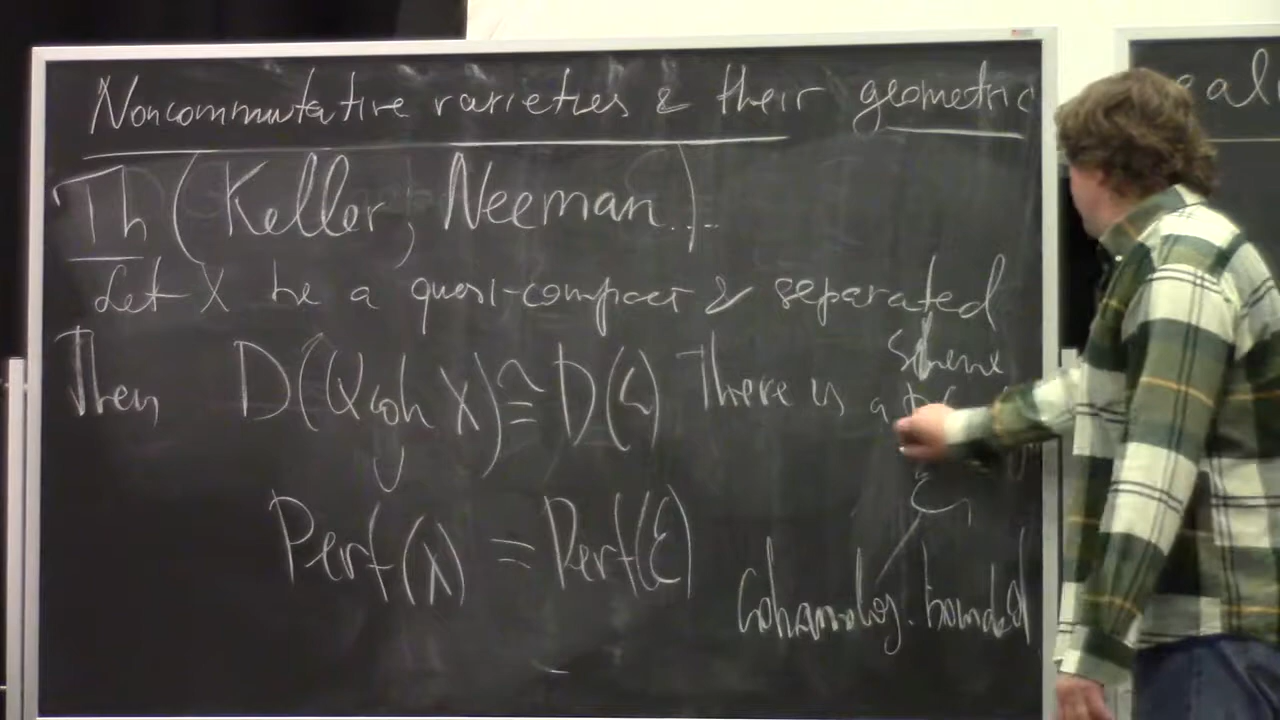 Noncommutative varieties & their geometric
Th (Keller, Neeman)...
Let X be a quasi-compact & separated
scheme
Then D(Qcoh X) ≅ D(ℰ) There is a
Perf(X) = Perf(ℰ)
Cohomolog. bounded